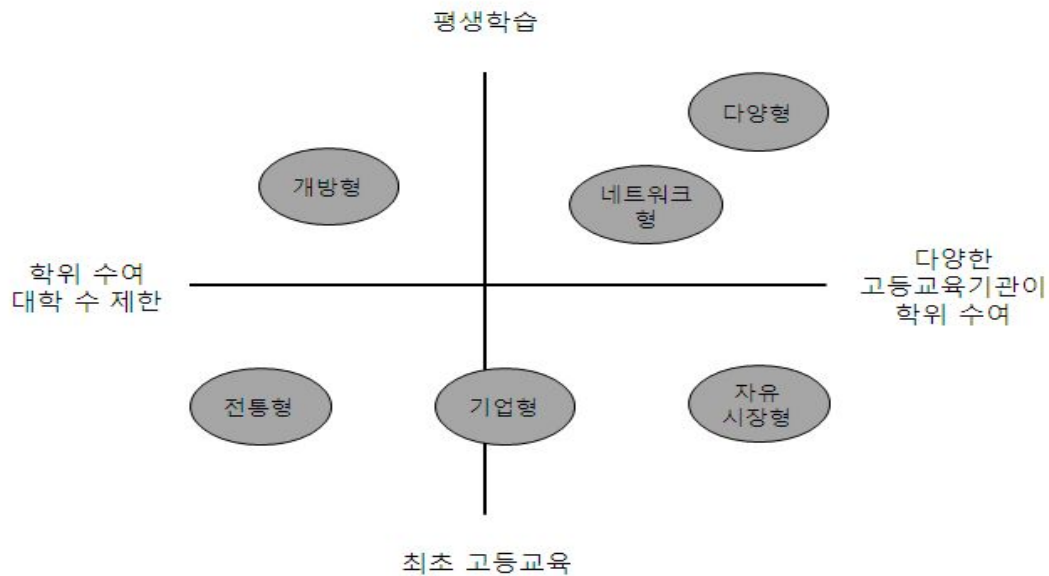 평생학습
다양형
개방형
네트워크
형
학위 수여
대학 수 제한
다양한
고등교육기관이
학위 수여
전통형
기업형
자유
시장형
최초 고등교육